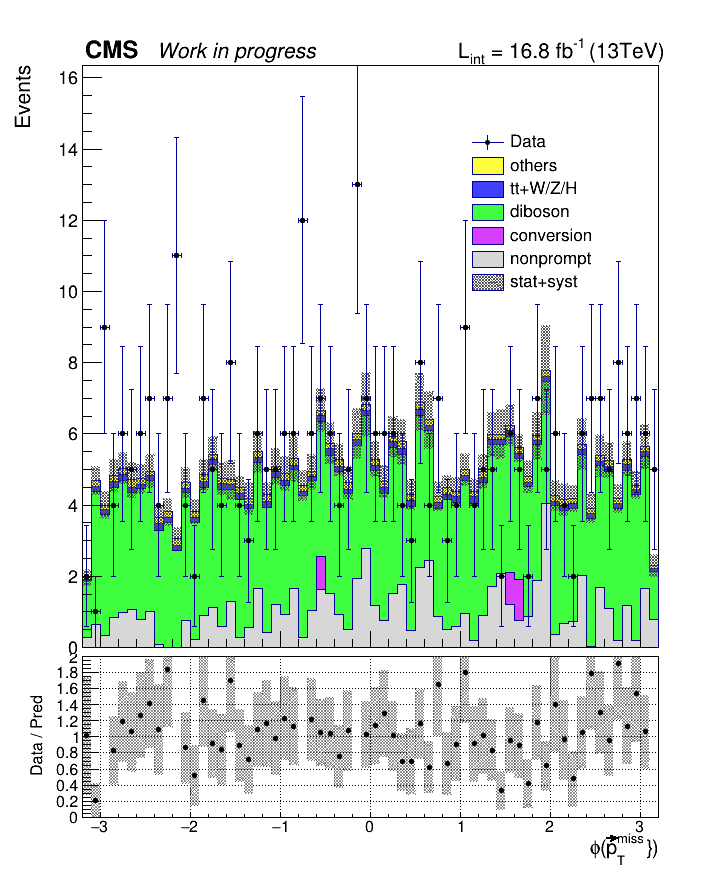 CMS Work in progress L_int = 16.8 fb^-1 (13TeV)
Events
16
14
12
10
8
6
4
2
0
Data
others
tt+W/Z/H
diboson
conversion
nonprompt
stat+syst
Data / Pred
2
1.8
1.6
1.4
1.2
1
0.8
0.6
0.4
0.2
0
−3 −2 −1 0 1 2 3
ϕ(p⃗_T^miss })